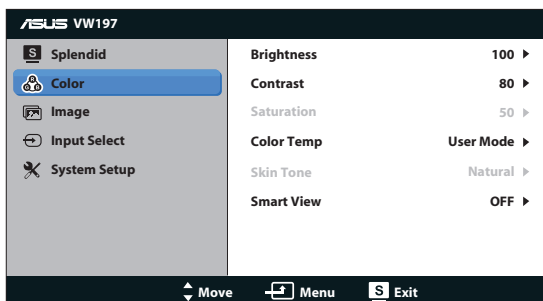 ASUS VW197
S Splendid
Color
Image
Input Select
System Setup
Brightness 100
Contrast 80
Saturation 50
Color Temp User Mode
Skin Tone Natural
Smart View OFF
Move Menu S Exit